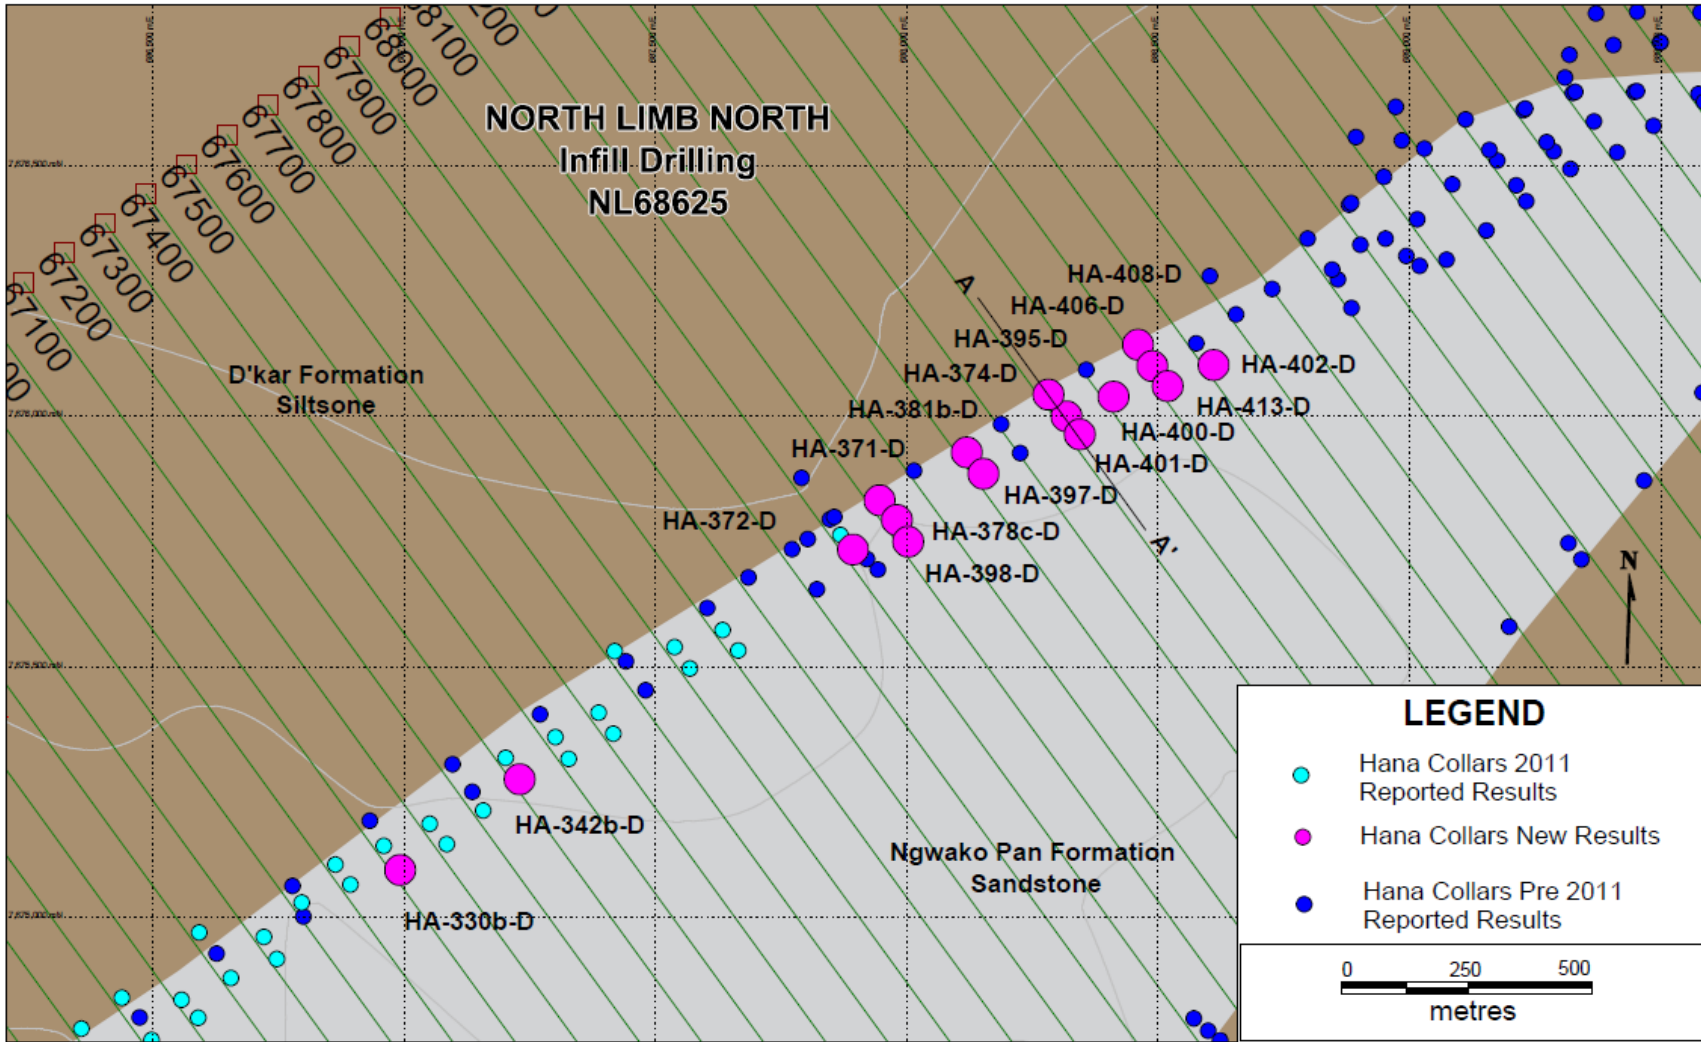 68100
68000
67900
67800
67700
67600
67500
67400
67300
67200
67100
NORTH LIMB NORTH
Infill Drilling
NL68625
D'kar Formation
Siltsone
A
HA-408-D
HA-406-D
HA-395-D
HA-374-D
HA-381b-D
HA-371-D
HA-372-D
HA-402-D
HA-413-D
HA-400-D
HA-401-D
HA-397-D
HA-378c-D
HA-398-D
A'
N
HA-342b-D
HA-330b-D
Ngwako Pan Formation
Sandstone
LEGEND
Hana Collars 2011
Reported Results
Hana Collars New Results
Hana Collars Pre 2011
Reported Results
0 250 500
metres